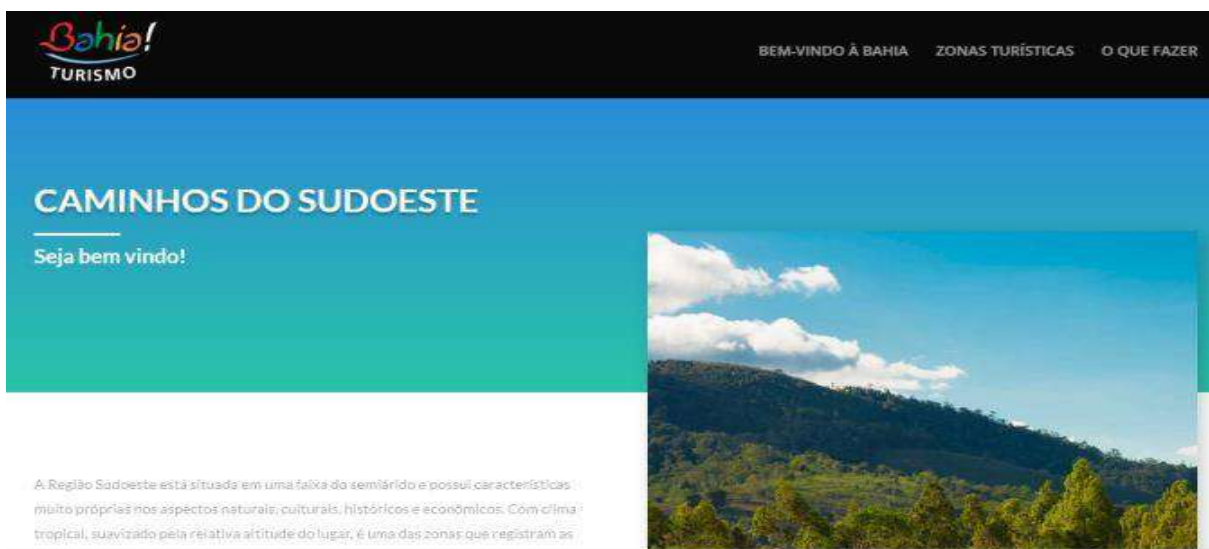 Bahia!
TURISMO
BEM-VINDO À BAHIA ZONAS TURÍSTICAS O QUE FAZER
CAMINHOS DO SUDOESTE
Seja bem vindo!
A Região Sudoeste está situada em uma faixa do semiárido e possui características
muito próprias nos aspectos naturais, culturais, históricos e econômicos. Com clima
tropical, suavizado pela relativa altitude do lugar, é uma das zonas que registram as